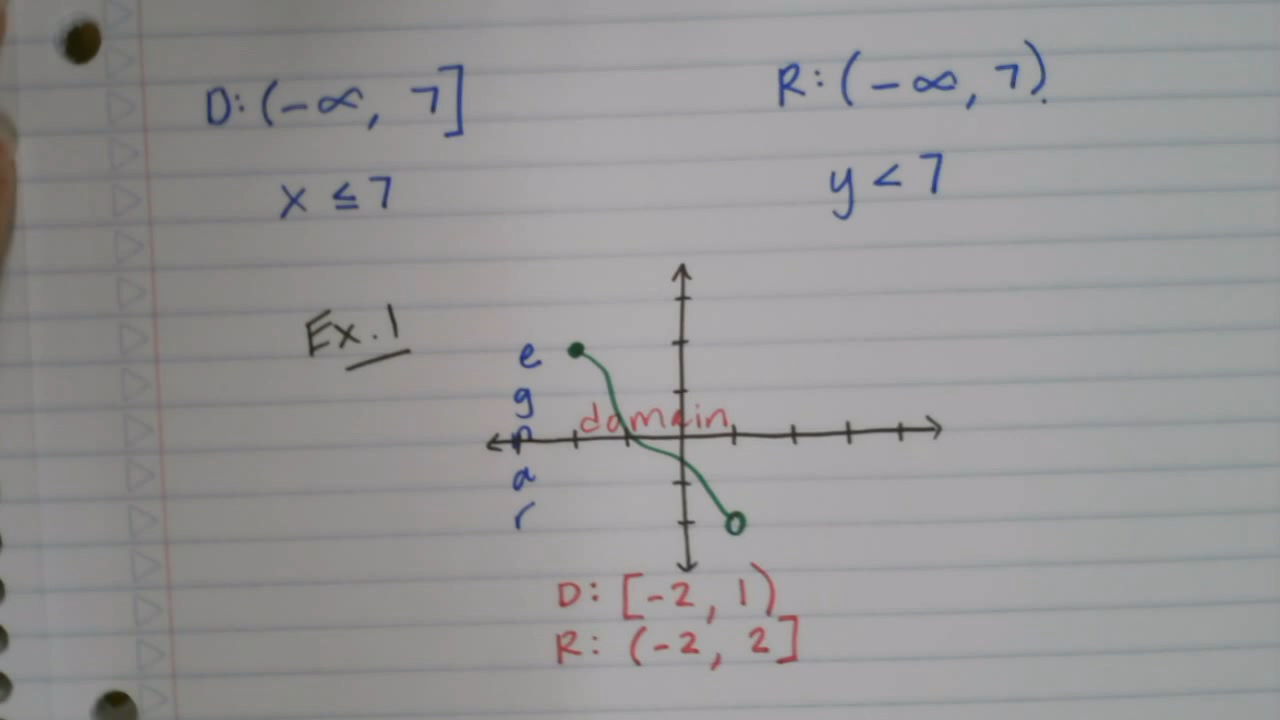 D: (-∞, 7]
R: (-∞, 7).
x ≤ 7
y < 7
Ex. 1
e
g
n
a
r
domain
D: [-2, 1)
R: (-2, 2]